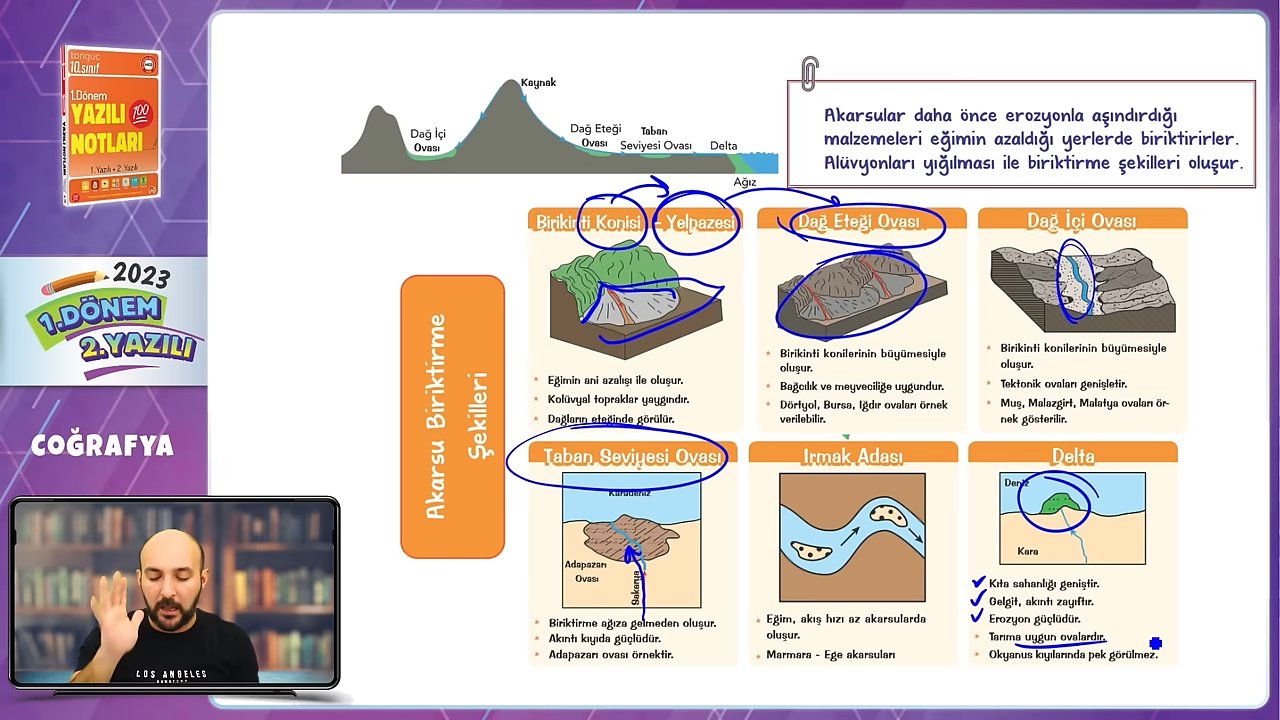 tonguç
10.sınıf
1.Dönem
YAZILI
NOTLARI
100
1.Yazılı + 2.Yazılı
YAZILI NOTLARI
2023
1.DÖNEM
2.YAZILI
COĞRAFYA
LOS ANGELES
Kaynak
Dağ İçi
Ovası
Dağ Eteği
Ovası
Taban
Seviyesi Ovası
Delta
Ağız
Akarsular daha önce erozyonla aşındırdığı
malzemeleri eğimin azaldığı yerlerde biriktirirler.
Alüvyonları yığılması ile biriktirme şekilleri oluşur.
Akarsu Biriktirme
Şekilleri
Birikinti Konisi - Yelpazesi
Eğimin ani azalışı ile oluşur.
Kolüvyal topraklar yaygındır.
Dağların eteğinde görülür.
Dağ Eteği Ovası
Birikinti konilerinin büyümesiyle
oluşur.
Bağcılık ve meyveciliğe uygundur.
Dörtyol, Bursa, Iğdır ovaları örnek
verilebilir.
Dağ İçi Ovası
Birikinti konilerinin büyümesiyle
oluşur.
Tektonik ovaları genişletir.
Muş, Malazgirt, Malatya ovaları ör-
nek gösterilir.
Taban Seviyesi Ovası
Karadeniz
Adapazarı
Ovası
Sakarya
Biriktirme ağıza gelmeden oluşur.
Akıntı kıyıda güçlüdür.
Adapazarı ovası örnektir.
Irmak Adası
Eğim, akış hızı az akarsularda
oluşur.
Marmara - Ege akarsuları
Delta
Deniz
Kara
Kıta sahanlığı geniştir.
Gelgit, akıntı zayıftır.
Erozyon güçlüdür.
Tarıma uygun ovalardır.
Okyanus kıyılarında pek görülmez.